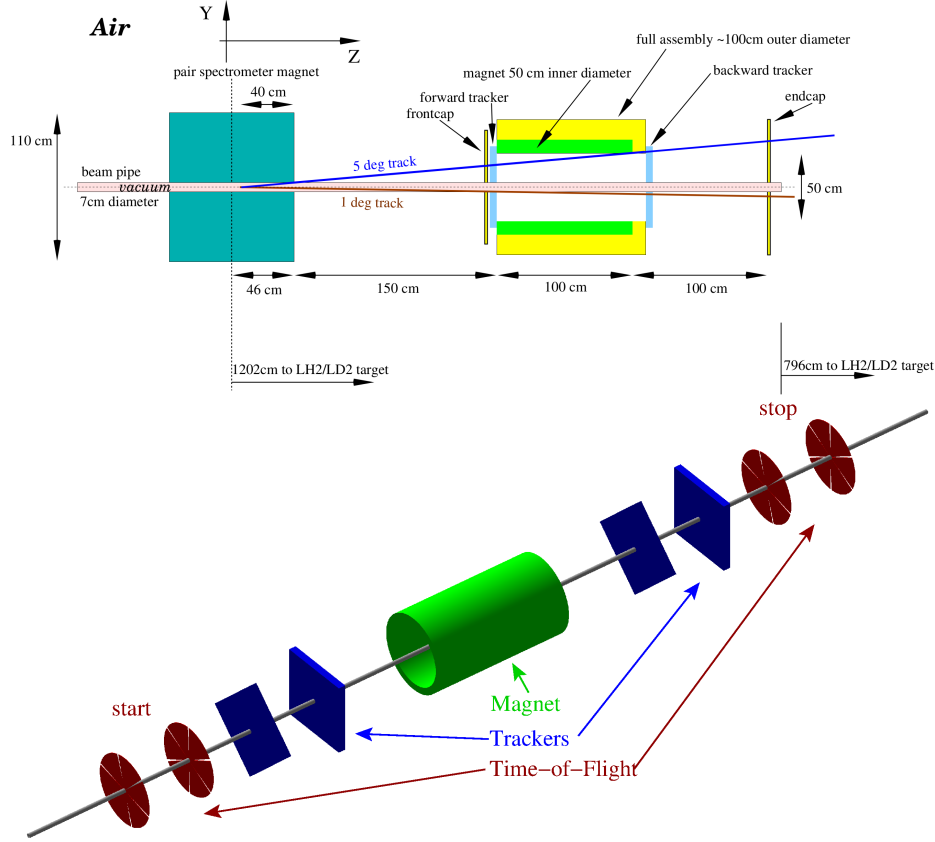 Air
Y
Z
full assembly ~100cm outer diameter
pair spectrometer magnet
magnet 50 cm inner diameter
backward tracker
40 cm
forward tracker
endcap
frontcap
110 cm
5 deg track
beam pipe
vacuum
50 cm
7cm diameter
1 deg track
46 cm
150 cm
100 cm
100 cm
1202cm to LH2/LD2 target
796cm to LH2/LD2 target
stop
start
Magnet
Trackers
Time-of-Flight